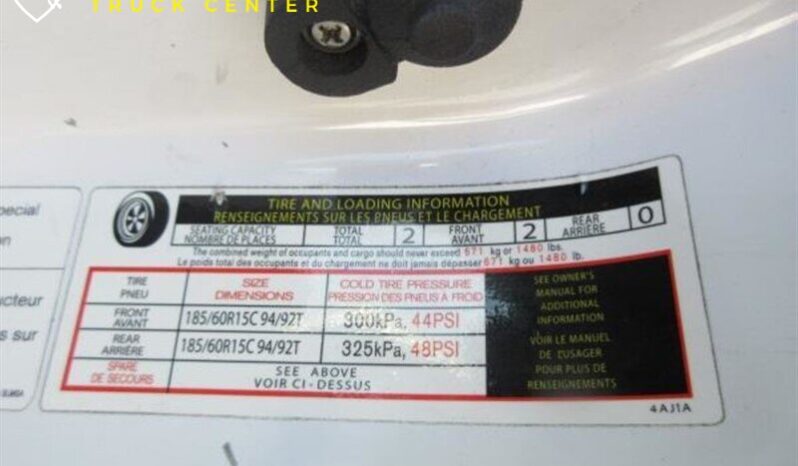 TRUCK CENTER
TIRE AND LOADING INFORMATION
RENSEIGNEMENTS SUR LES PNEUS ET LE CHARGEMENT
SEATING CAPACITY TOTAL 2 FRONT 2 REAR 0
NOMBRE DE PLACES TOTAL AVANT ARRIÈRE
The combined weight of occupants and cargo should never exceed 671 kg or 1480 lbs.
Le poids total des occupants et du chargement ne doit jamais dépasser 671 kg ou 1480 lb.
TIRE SIZE COLD TIRE PRESSURE
PNEU DIMENSIONS PRESSION DES PNEUS À FROID
FRONT
AVANT 185/60R15C 94/92T 300kPa, 44PSI
REAR
ARRIÈRE 185/60R15C 94/92T 325kPa, 48PSI
SPARE SEE ABOVE
DE SECOURS VOIR CI-DESSUS
SEE OWNER'S
MANUAL FOR
ADDITIONAL
INFORMATION
VOIR LE MANUEL
DE L'USAGER
POUR PLUS DE
RENSEIGNEMENTS
4AJ1A
pecial
on
ucteur
s sur